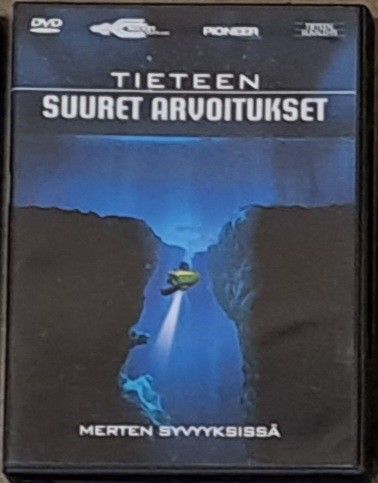 DVD
PIONEER
TIETEEN
SUURET ARVOITUKSET
MERTEN SYVYYKSISSÄ